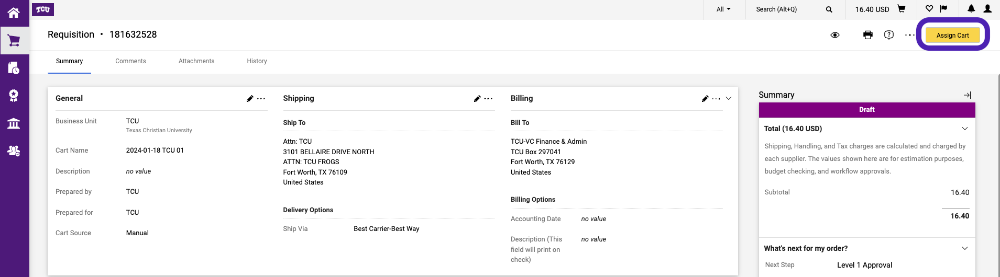 TCU
All
Search (Alt+Q)
16.40 USD
Requisition • 181632528
Assign Cart
Summary
Comments
Attachments
History
General
Business Unit
TCU
Texas Christian University
Cart Name
2024-01-18 TCU 01
Description
no value
Prepared by
TCU
Prepared for
TCU
Cart Source
Manual
Shipping
Ship To
Attn: TCU
3101 BELLAIRE DRIVE NORTH
ATTN: TCU FROGS
Fort Worth, TX 76109
United States
Delivery Options
Ship Via
Best Carrier-Best Way
Billing
Bill To
TCU-VC Finance & Admin
TCU Box 297041
Fort Worth, TX 76129
United States
Billing Options
Accounting Date
no value
Description (This
field will print on
check)
no value
Summary
Draft
Total (16.40 USD)
Shipping, Handling, and Tax charges are calculated and charged by
each supplier. The values shown here are for estimation purposes,
budget checking, and workflow approvals.
Subtotal
16.40
16.40
What's next for my order?
Next Step
Level 1 Approval